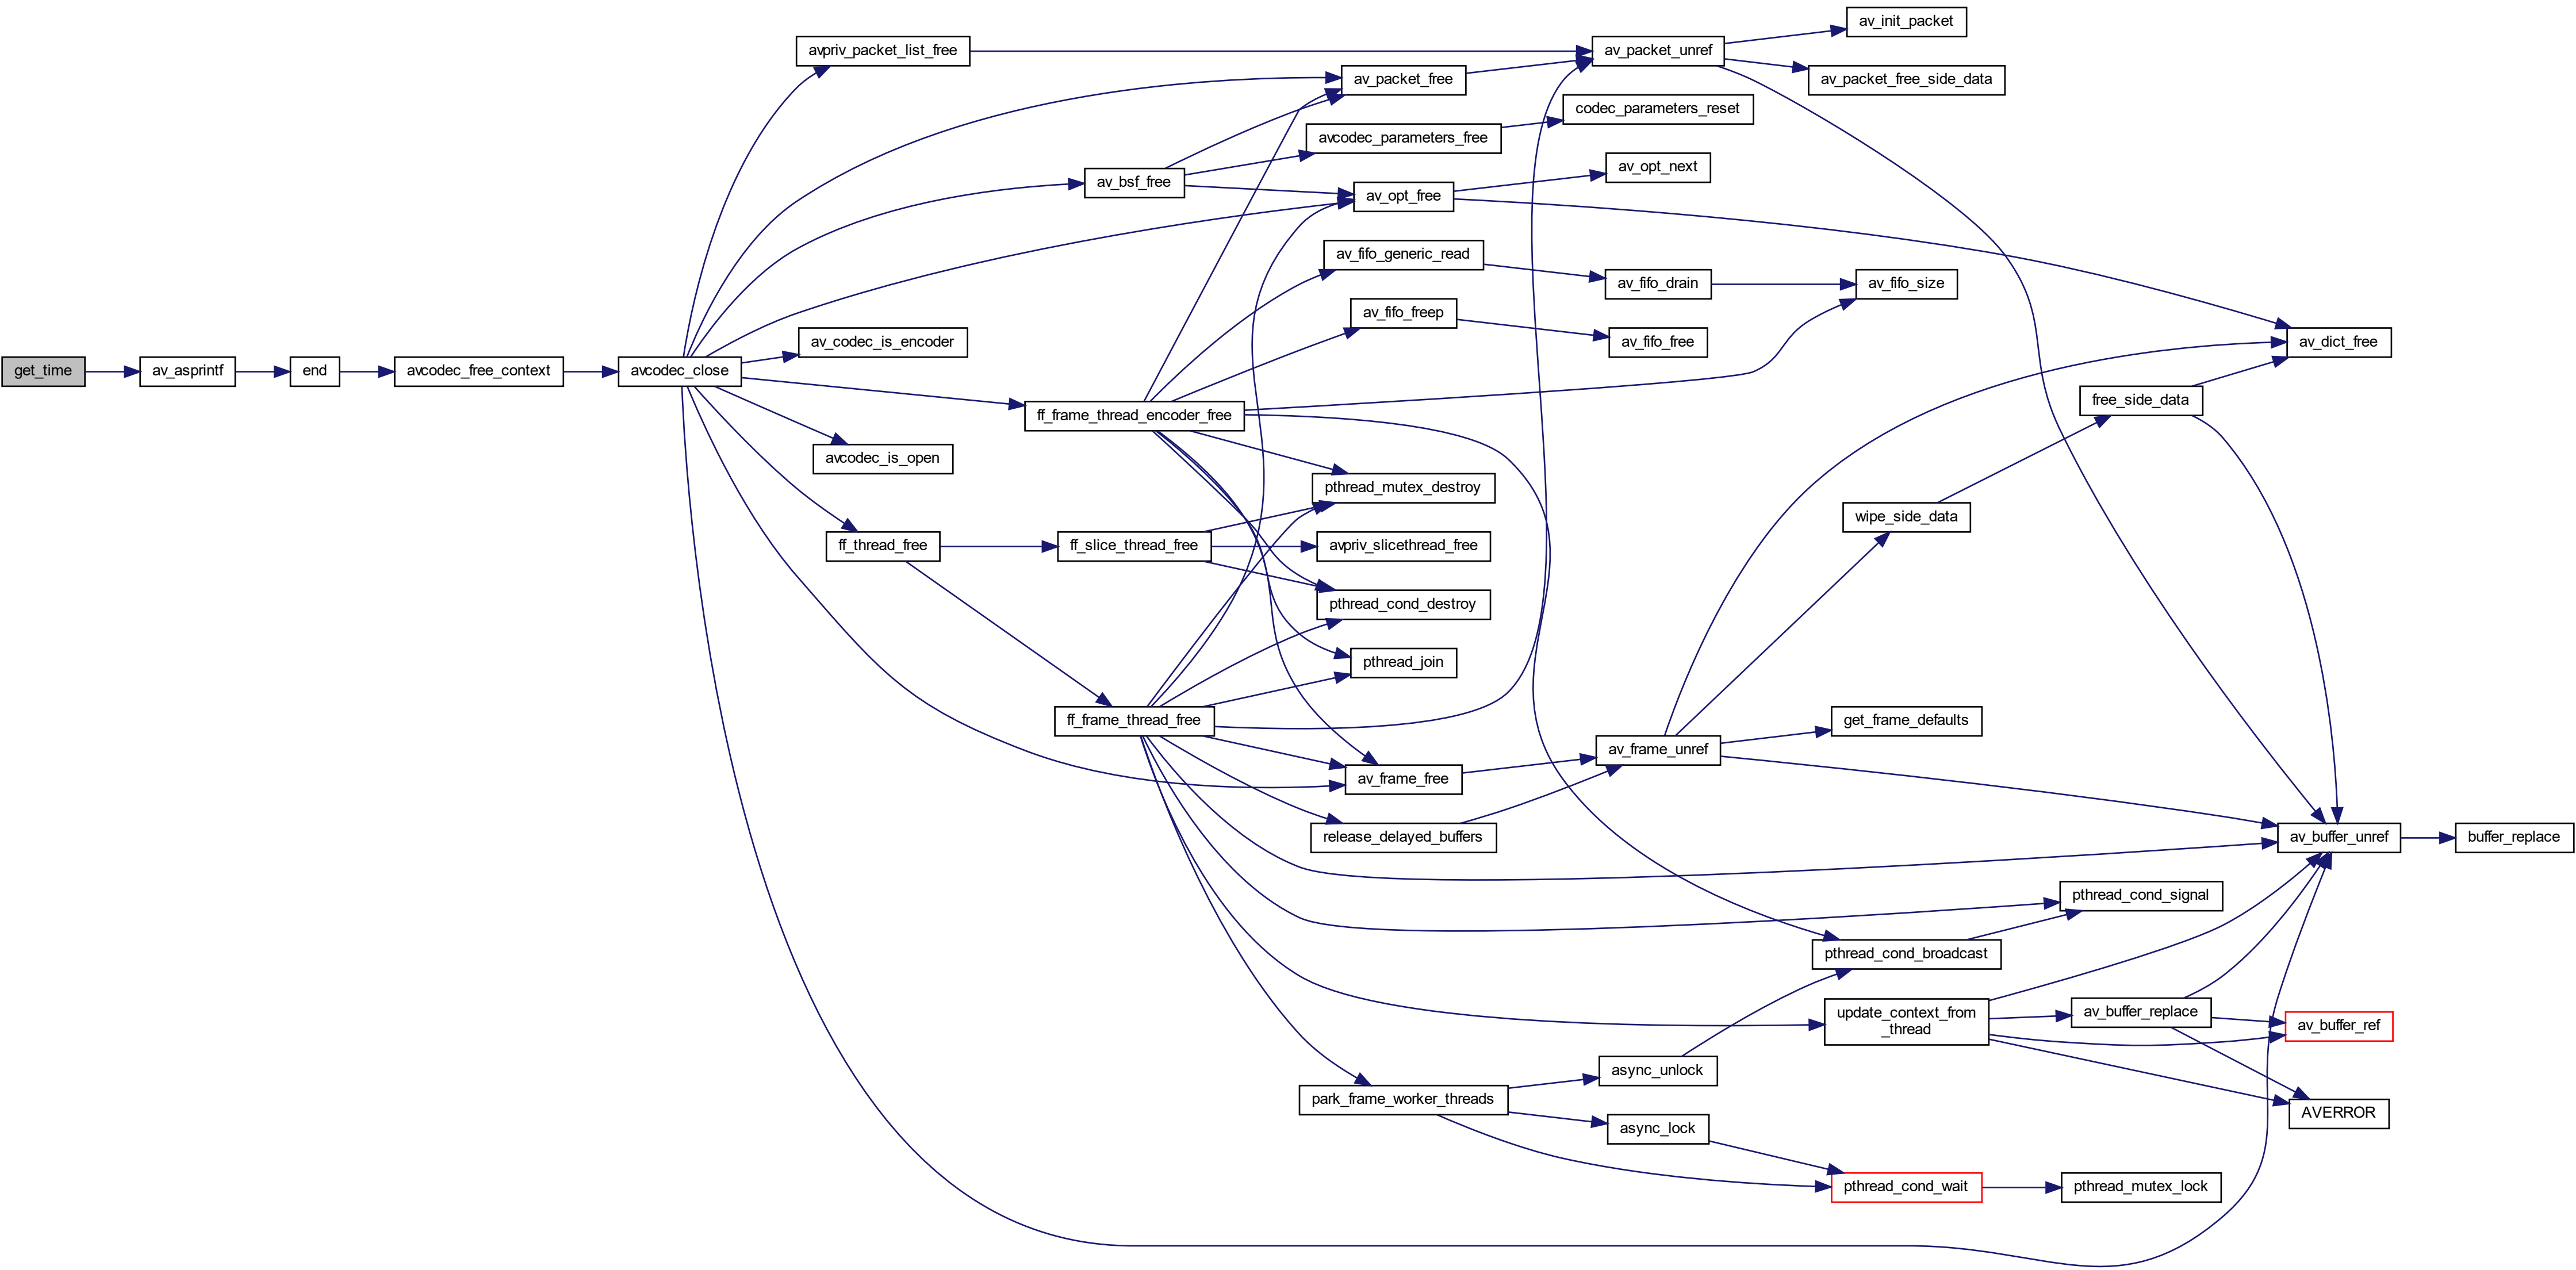 get_time
av_asprintf
end
avcodec_free_context
avcodec_close
avpriv_packet_list_free
av_codec_is_encoder
avcodec_is_open
ff_thread_free
av_bsf_free
ff_frame_thread_encoder_free
ff_slice_thread_free
ff_frame_thread_free
av_packet_free
avcodec_parameters_free
av_opt_free
av_fifo_generic_read
av_fifo_freep
pthread_mutex_destroy
avpriv_slicethread_free
pthread_cond_destroy
pthread_join
av_frame_free
release_delayed_buffers
park_frame_worker_threads
av_packet_unref
codec_parameters_reset
av_opt_next
av_fifo_drain
av_fifo_free
av_frame_unref
async_unlock
async_lock
av_init_packet
av_packet_free_side_data
av_fifo_size
wipe_side_data
get_frame_defaults
pthread_cond_broadcast
update_context_from
_thread
pthread_cond_wait
free_side_data
pthread_cond_signal
av_buffer_replace
pthread_mutex_lock
av_dict_free
av_buffer_unref
av_buffer_ref
AVERROR
buffer_replace